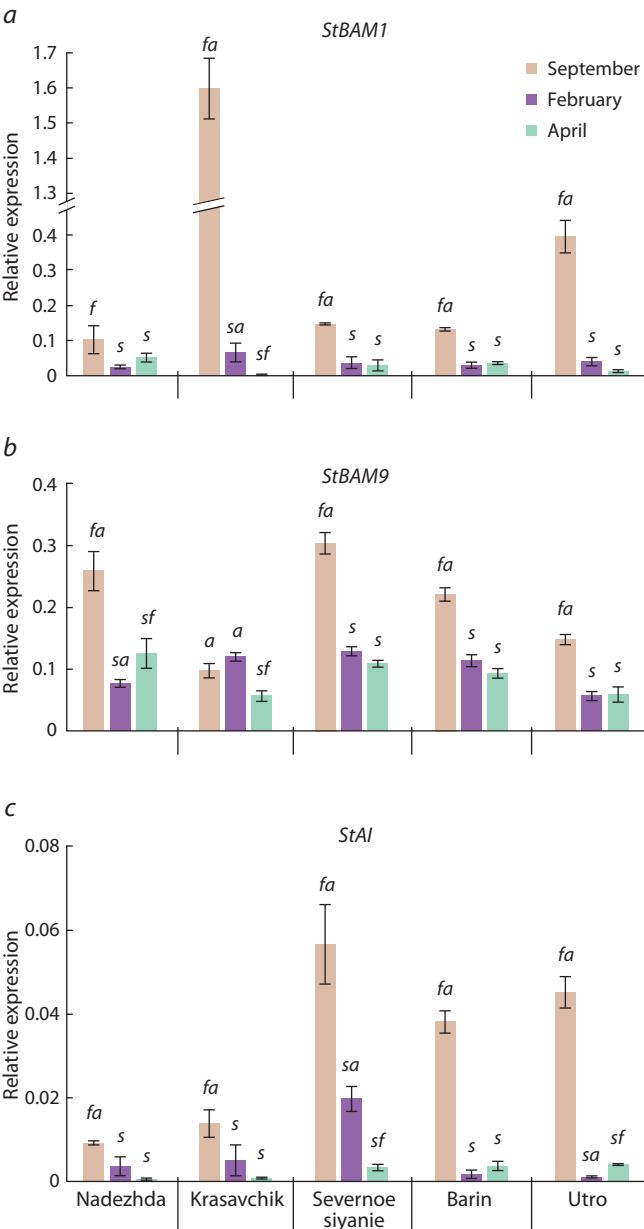 a
StBAM1
Relative expression
1.7
1.6
1.5
1.4
1.3
0.4
0.3
0.2
0.1
0
September
February
April
f s s
fa sa sf
fa s s
fa s s
fa s s
b
StBAM9
Relative expression
0.4
0.3
0.2
0.1
0
fa sa sf
a a sf
fa s s
fa s s
fa s s
c
StAI
Relative expression
0.08
0.06
0.04
0.02
0
fa s s
fa s s
fa sa sf
fa s s
fa sa sf
Nadezhda
Krasavchik
Severnoe
siyanie
Barin
Utro